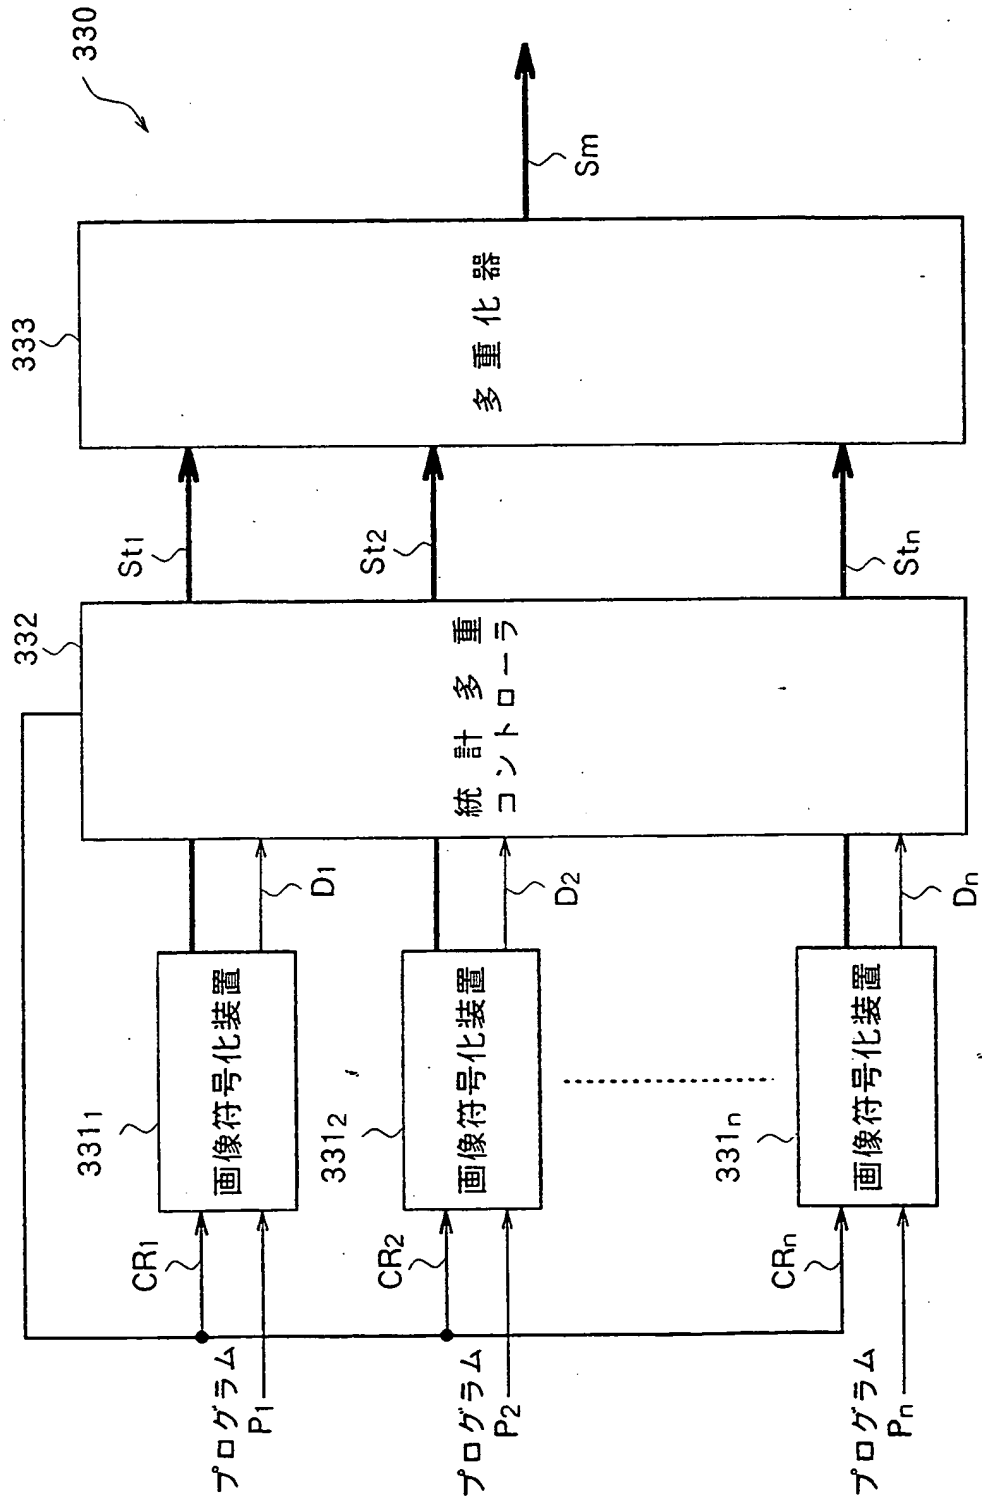 330
333
332
多重化器
Sm
St1
St2
Stn
統計多重
コントローラ
D1
D2
Dn
331₁
画像符号化装置
331₂
画像符号化装置
331n
画像符号化装置
CR1
CR2
CRn
プログラム
P1
プログラム
P2
プログラム
Pn